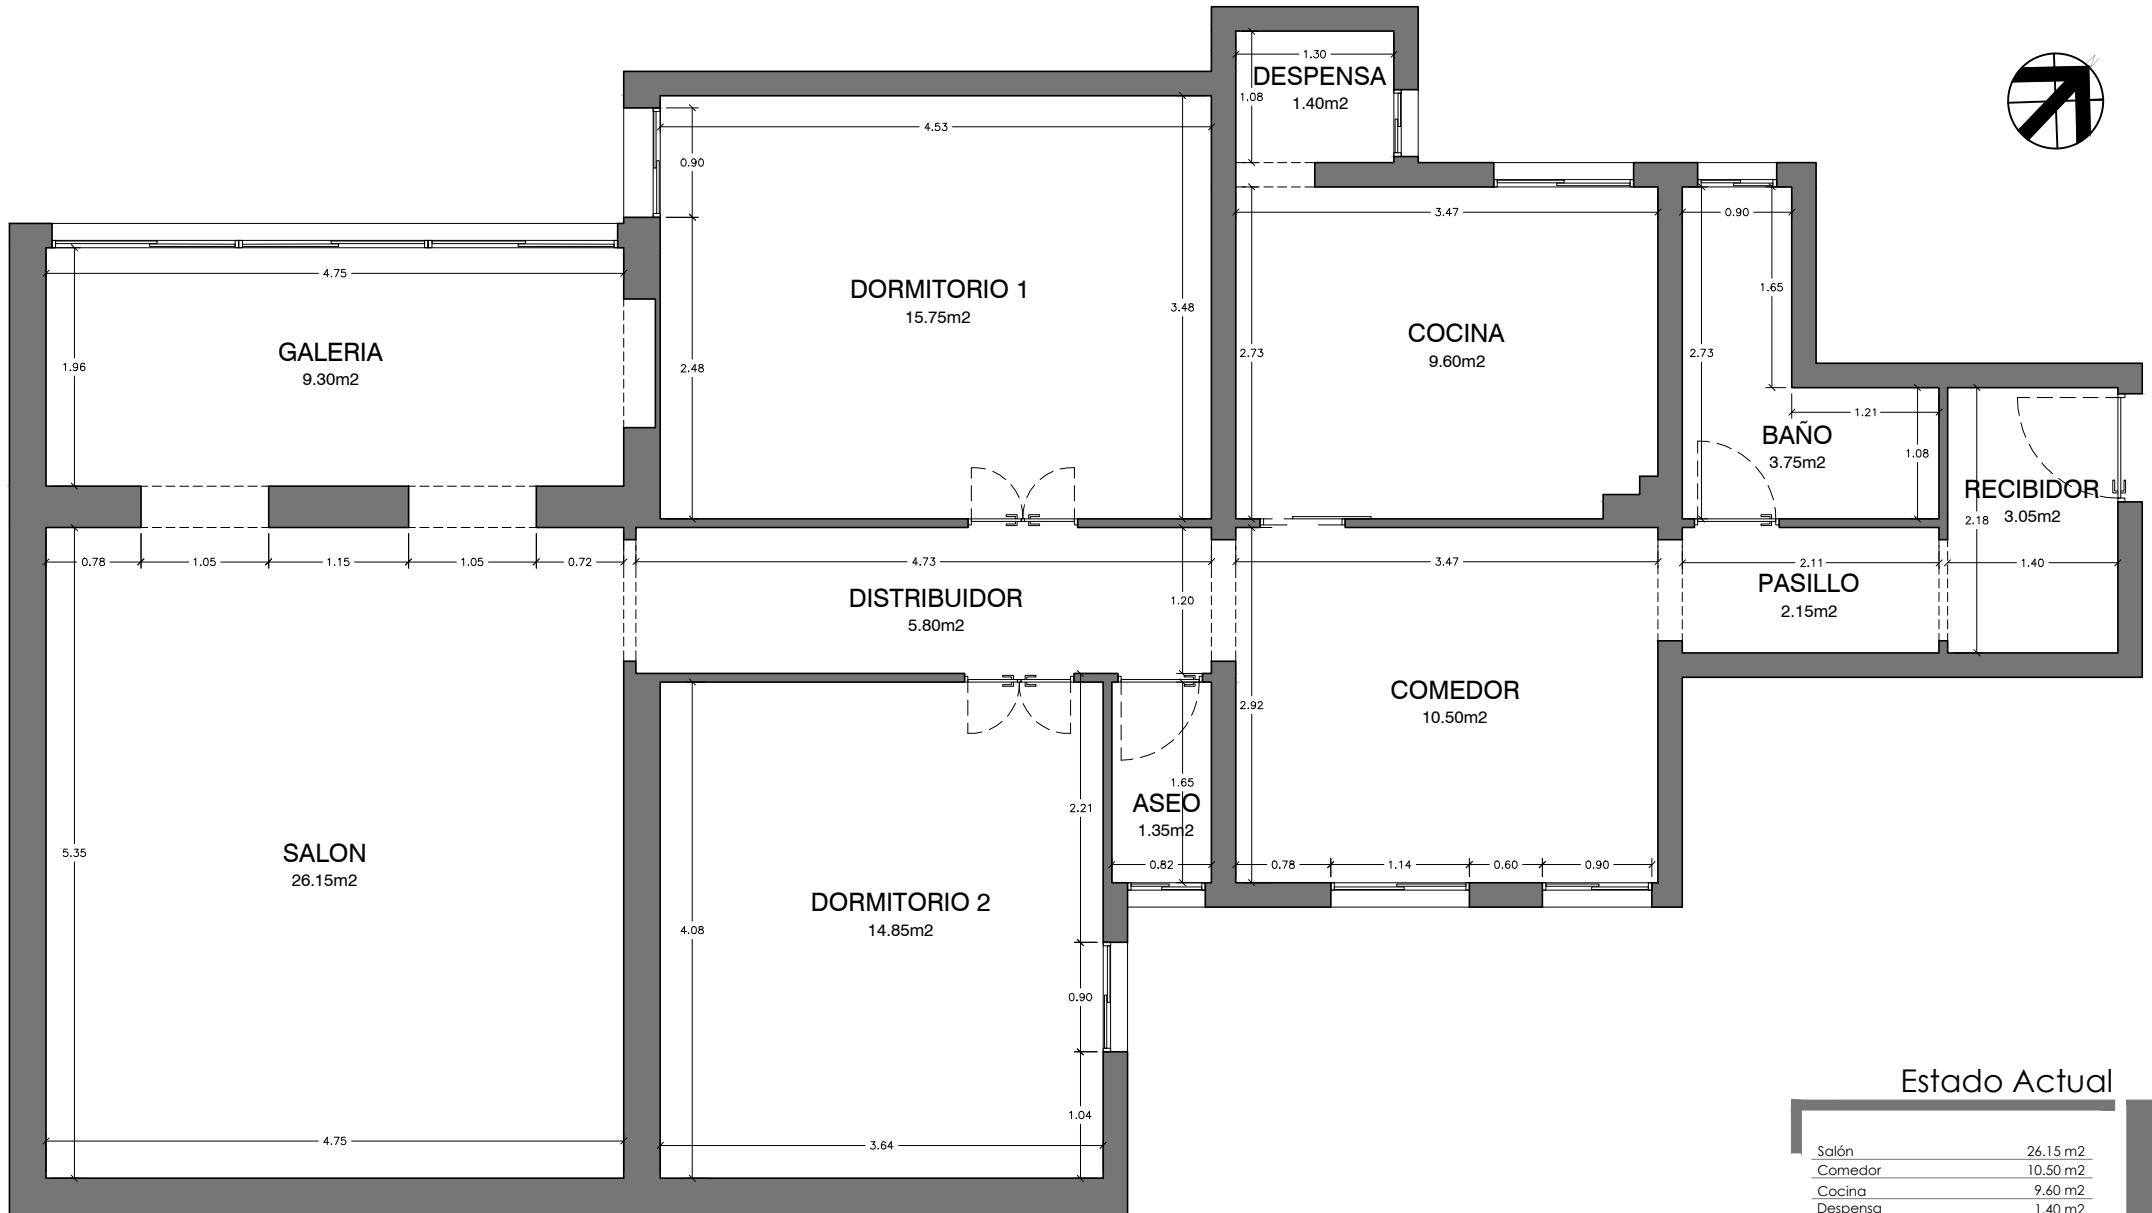 1.30
DESPENSA
1.40m2
1.08
N
4.53
0.90
3.47
0.90
4.75
DORMITORIO 1
15.75m2
3.48
1.65
GALERIA
9.30m2
1.96
2.48
2.73
COCINA
9.60m2
2.73
1.21
BAÑO
3.75m2
1.08
RECIBIDOR
3.05m2
2.18
0.78
1.05
1.15
1.05
0.72
4.73
3.47
2.11
1.40
DISTRIBUIDOR
5.80m2
1.20
PASILLO
2.15m2
COMEDOR
10.50m2
2.92
1.65
ASEO
1.35m2
2.21
0.82
0.78
1.14
0.60
0.90
5.35
SALON
26.15m2
DORMITORIO 2
14.85m2
4.08
0.90
1.04
4.75
3.64
Estado Actual
Salón 26.15 m2
Comedor 10.50 m2
Cocina 9.60 m2
Despensa 1.40 m2